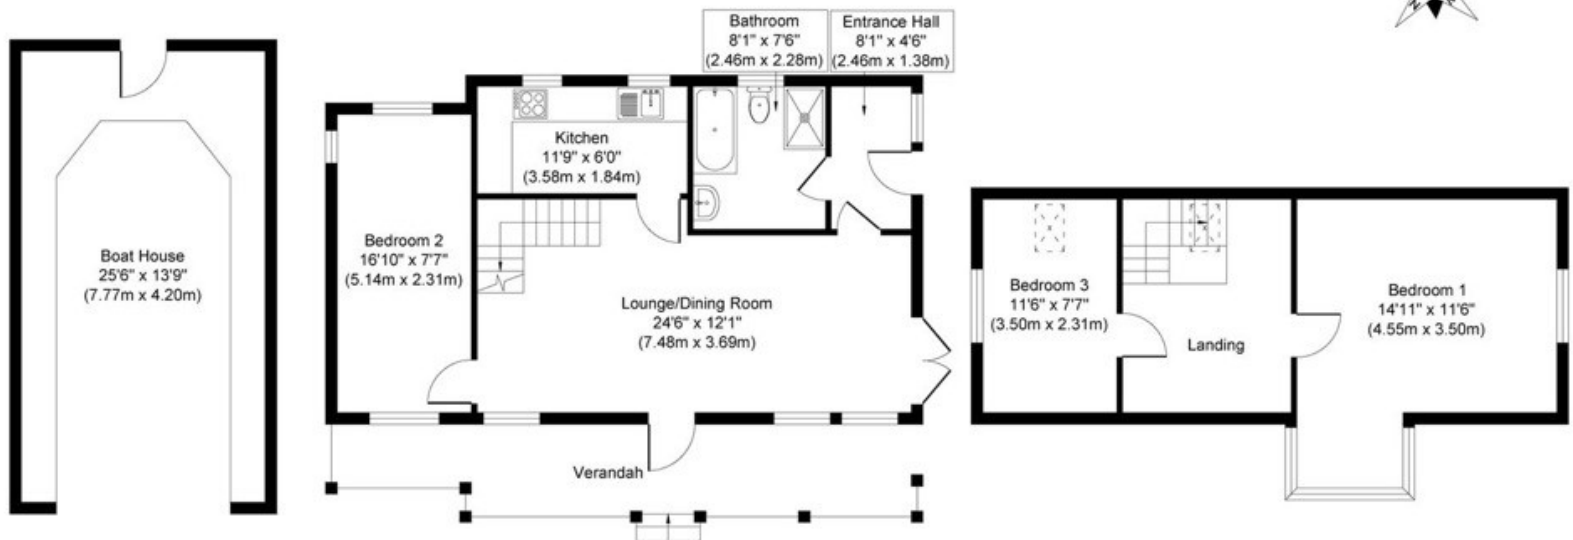 Boat House
25'6" x 13'9"
(7.77m x 4.20m)
Bathroom
8'1" x 7'6"
(2.46m x 2.28m)
Entrance Hall
8'1" x 4'6"
(2.46m x 1.38m)
Kitchen
11'9" x 6'0"
(3.58m x 1.84m)
Bedroom 2
16'10" x 7'7"
(5.14m x 2.31m)
Lounge/Dining Room
24'6" x 12'1"
(7.48m x 3.69m)
Verandah
Bedroom 3
11'6" x 7'7"
(3.50m x 2.31m)
Landing
Bedroom 1
14'11" x 11'6"
(4.55m x 3.50m)